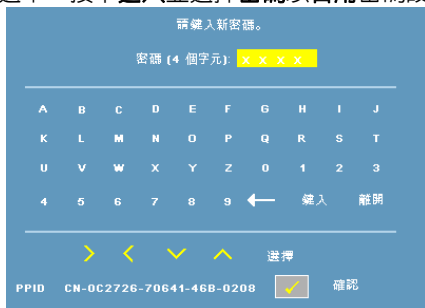 請鍵入新密碼。
密碼 (4 個字元): X X X X
A B C D E F G H I J
K L M N O P Q R S T
U V W X Y Z 0 1 2 3
4 5 6 7 8 9 ← 鍵入 離開
選擇
PPID CN-0C2726-70641-46B-0208 ✓ 確認